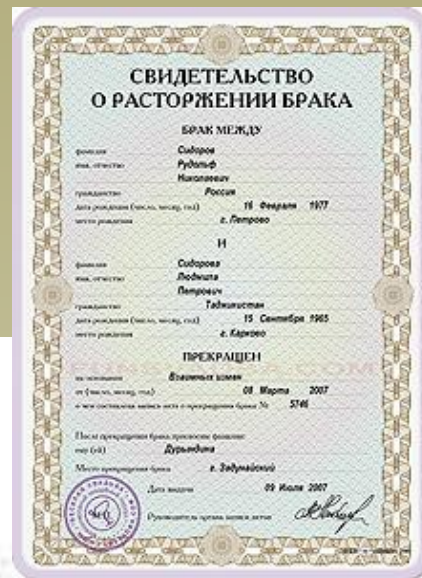 СВИДЕТЕЛЬСТВО
О РАСТОРЖЕНИИ БРАКА
БРАК МЕЖДУ
фамилия Сидоров
имя, отчество Рудольф
Николаевич
гражданство Россия
дата рождения (число, месяц, год) 16 Февраля 1977
место рождения г. Петрово
И
фамилия Сидорова
имя, отчество Людмила
Петрович
гражданство Таджикистан
дата рождения (число, месяц, год) 15 Сентября 1965
место рождения г. Карково
ПРЕКРАЩЕН
на основании Взаимных измен
от (число, месяц, год) 08 Марта 2007
о чем составлена запись акта о прекращении брака № 5746
После прекращения брака присвоены фамилии:
ему (ей) Дурындина
Место прекращения брака г. Задунайский
Дата выдачи 09 Июля 2007
Руководитель органа записи актов